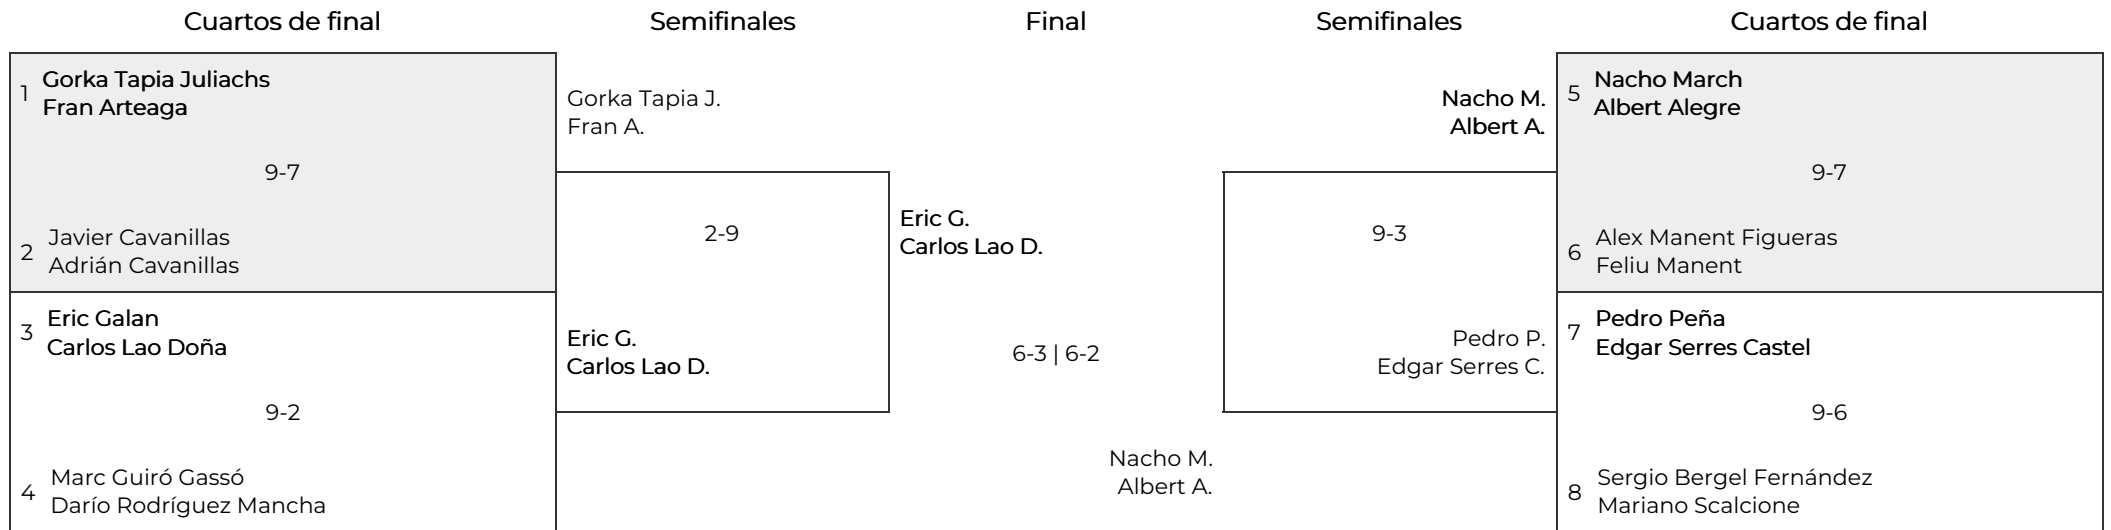 Cuartos de final
Semifinales
Final
Semifinales
Cuartos de final
1
Gorka Tapia Juliachs
Fran Arteaga
9-7
2
Javier Cavanillas
Adrián Cavanillas
3
Eric Galan
Carlos Lao Doña
9-2
4
Marc Guiró Gassó
Darío Rodríguez Mancha
Gorka Tapia J.
Fran A.
2-9
Eric G.
Carlos Lao D.
Eric G.
Carlos Lao D.
6-3 | 6-2
Nacho M.
Albert A.
Nacho M.
Albert A.
9-3
Pedro P.
Edgar Serres C.
5
Nacho March
Albert Alegre
9-7
6
Alex Manent Figueras
Feliu Manent
7
Pedro Peña
Edgar Serres Castel
9-6
8
Sergio Bergel Fernández
Mariano Scalcione